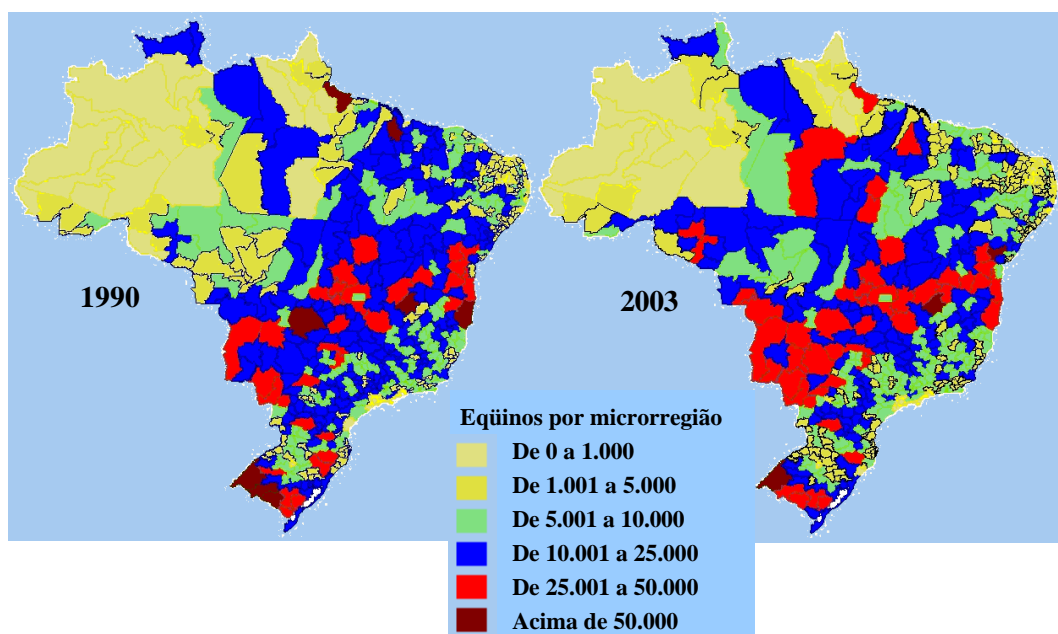 1990
2003
Eqüinos por microrregião
De 0 a 1.000
De 1.001 a 5.000
De 5.001 a 10.000
De 10.001 a 25.000
De 25.001 a 50.000
Acima de 50.000